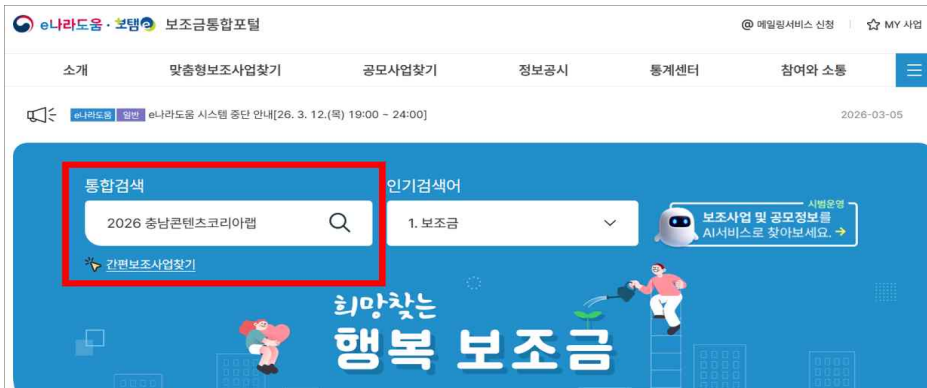 e나라도움 · 보탬e 보조금통합포털
@ 메일링서비스 신청
MY 사업
소개 맞춤형보조사업찾기 공모사업찾기 정보공시 통계센터 참여와 소통
e나라도움 일반 e나라도움 시스템 중단 안내[26. 3. 12.(목) 19:00 ~ 24:00] 2026-03-05
통합검색 인기검색어
2026 충남콘텐츠코리아랩 1. 보조금
시범운영
보조사업 및 공모정보를
AI서비스로 찾아보세요. →
간편보조사업찾기
희망찾는
행복 보조금